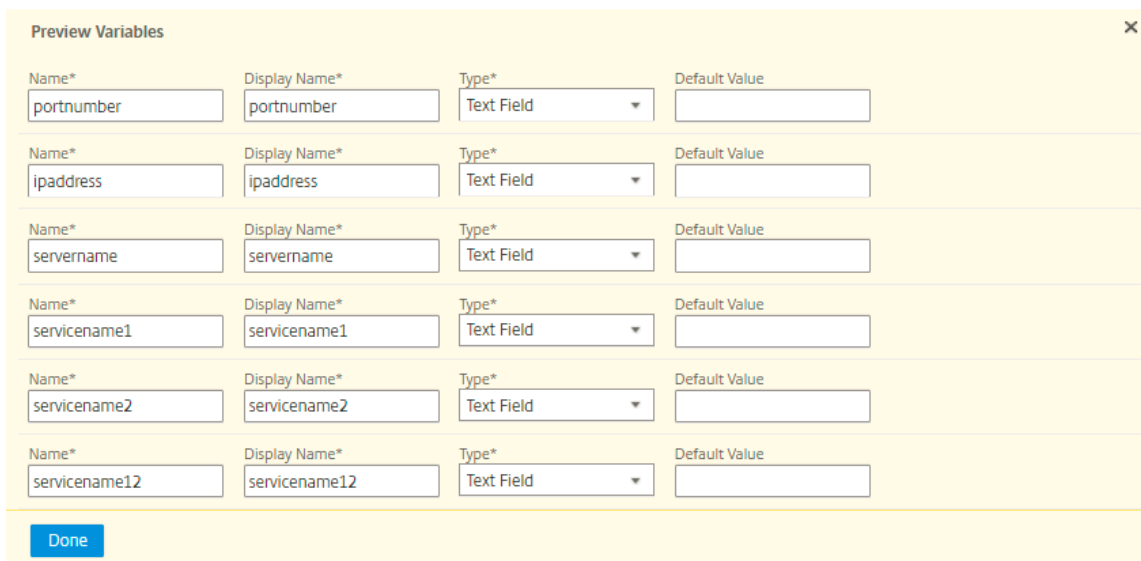 Preview Variables
Name* Display Name* Type* Default Value
portnumber portnumber Text Field
Name* Display Name* Type* Default Value
ipaddress ipaddress Text Field
Name* Display Name* Type* Default Value
servername servername Text Field
Name* Display Name* Type* Default Value
servicename1 servicename1 Text Field
Name* Display Name* Type* Default Value
servicename2 servicename2 Text Field
Name* Display Name* Type* Default Value
servicename12 servicename12 Text Field
Done